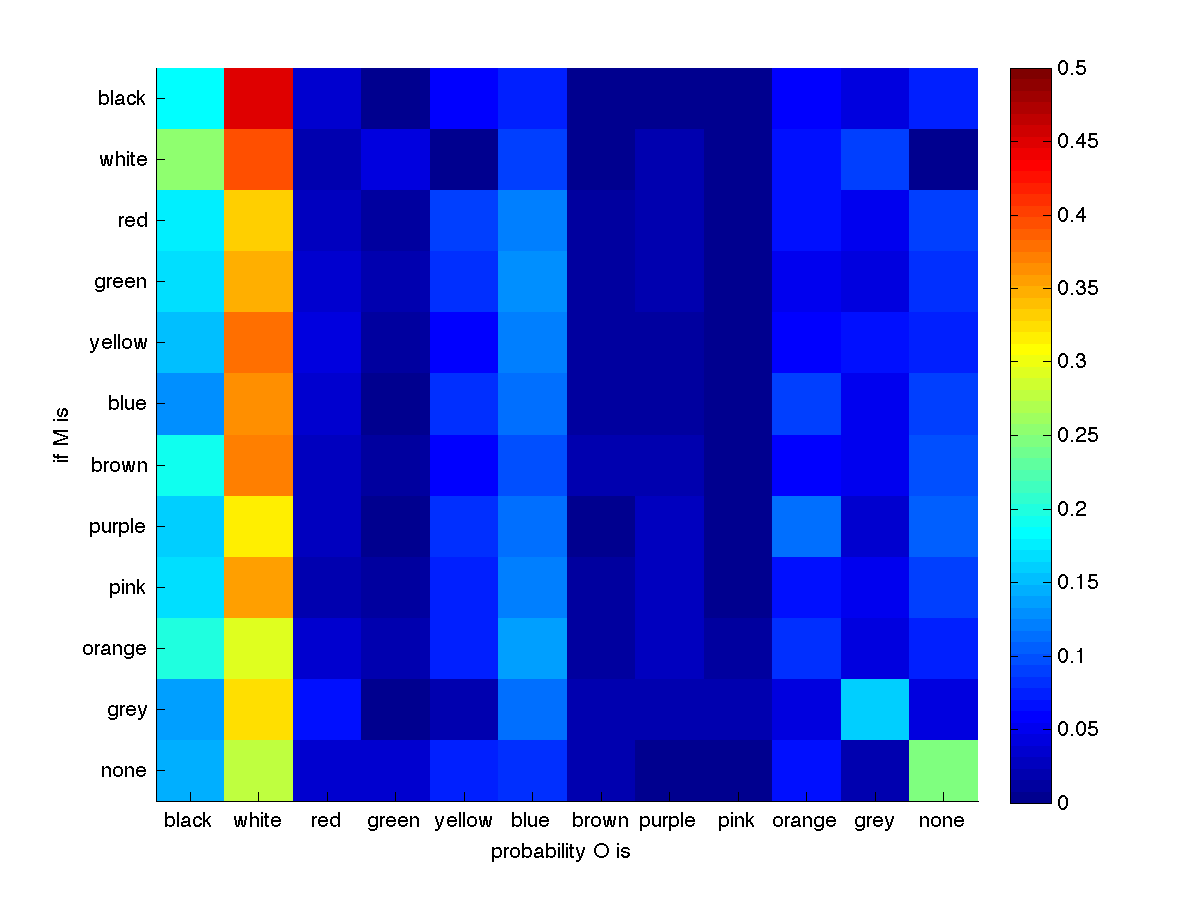 black
white
red
green
yellow
blue
brown
purple
pink
orange
grey
none
if M is
black white red green yellow blue brown purple pink orange grey none
probability O is
0.5
0.45
0.4
0.35
0.3
0.25
0.2
0.15
0.1
0.05
0